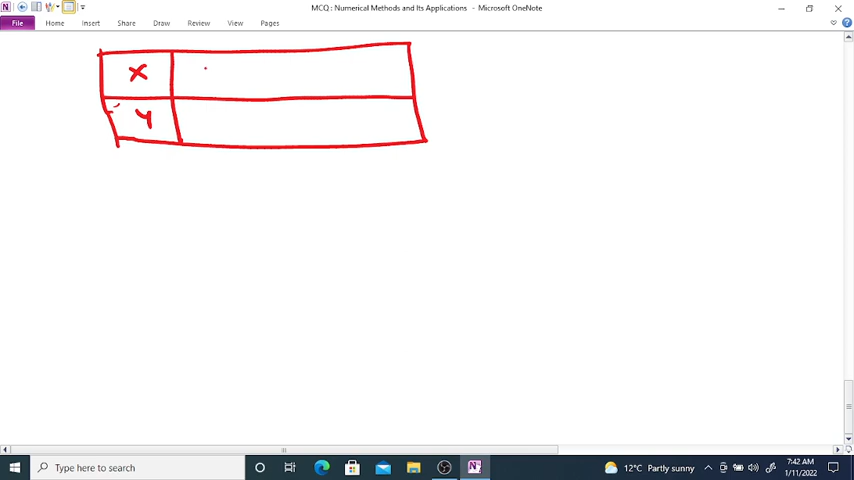 MCQ : Numerical Methods and Its Applications - Microsoft OneNote
File Home Insert Share Draw Review View Pages
x
y
Type here to search
12°C Partly sunny
7:42 AM
1/11/2022